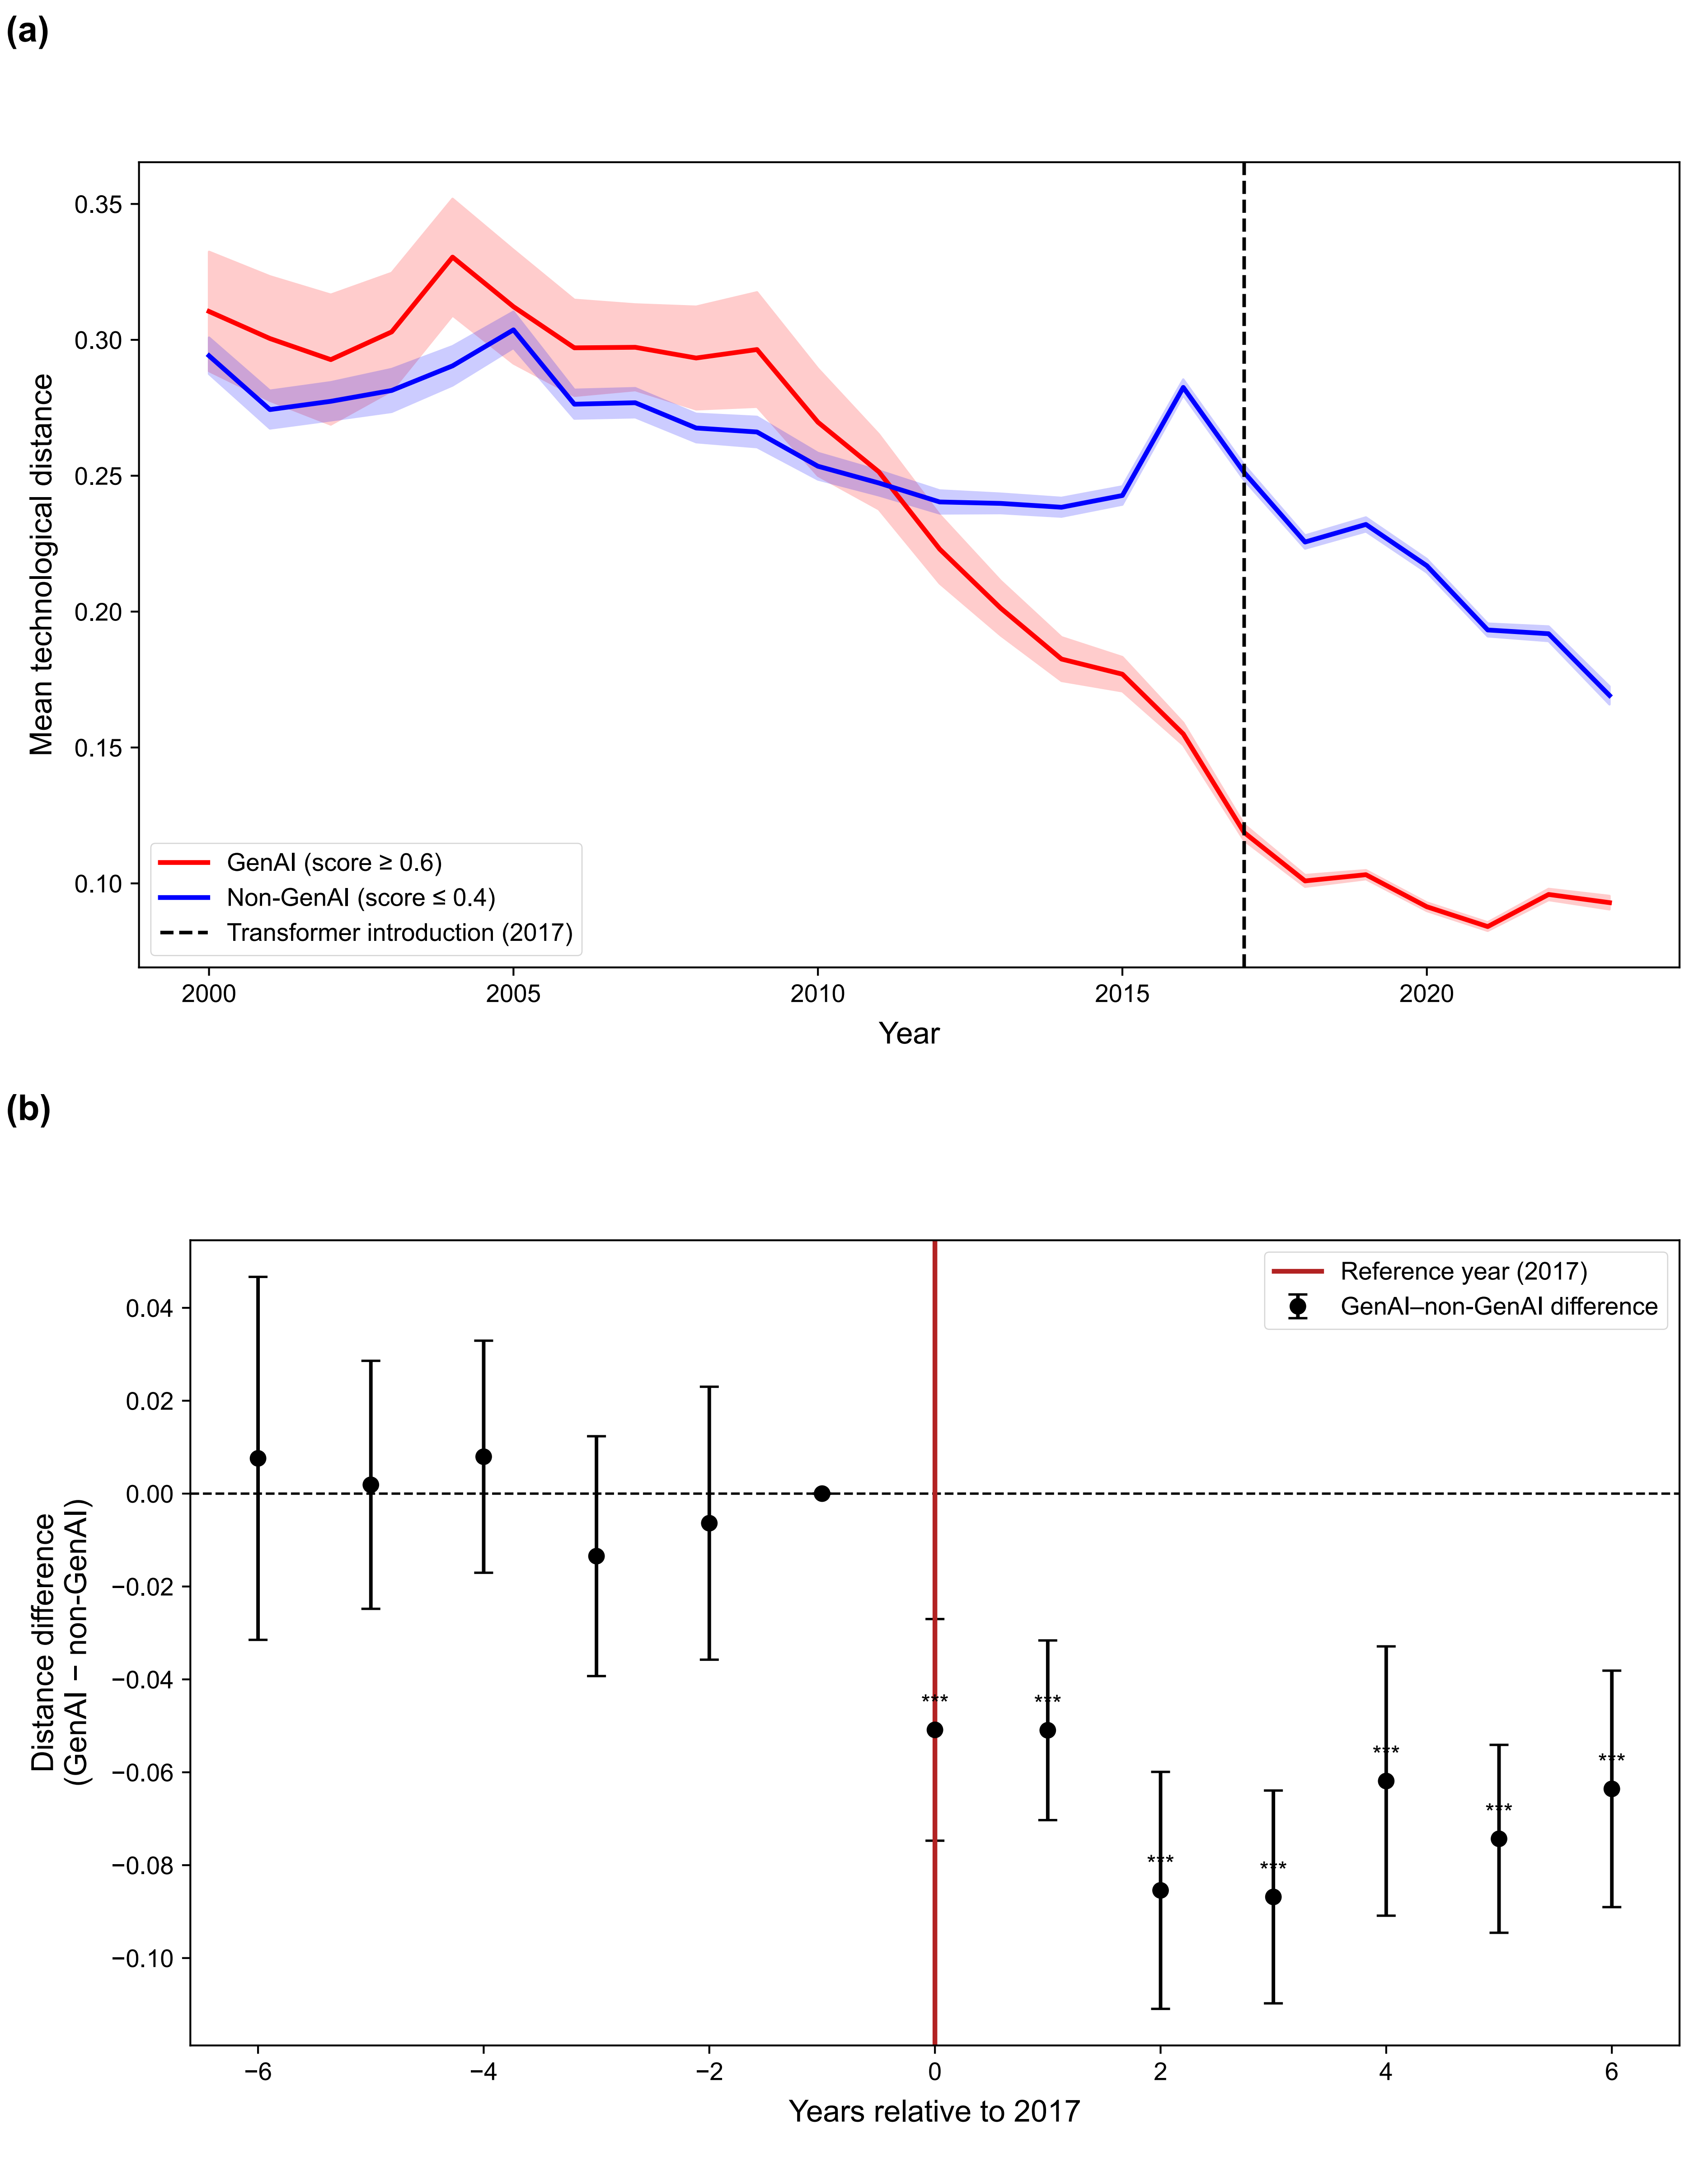 (a)
0.35
0.30
0.25
0.20
0.15
0.10
Mean technological distance
GenAI (score ≥ 0.6)
Non-GenAI (score ≤ 0.4)
Transformer introduction (2017)
2000
2005
2010
2015
2020
Year
(b)
0.04
0.02
0.00
−0.02
−0.04
−0.06
−0.08
−0.10
Distance difference
(GenAI − non-GenAI)
Reference year (2017)
GenAI–non-GenAI difference
***
***
***
***
***
***
***
−6
−4
−2
0
2
4
6
Years relative to 2017